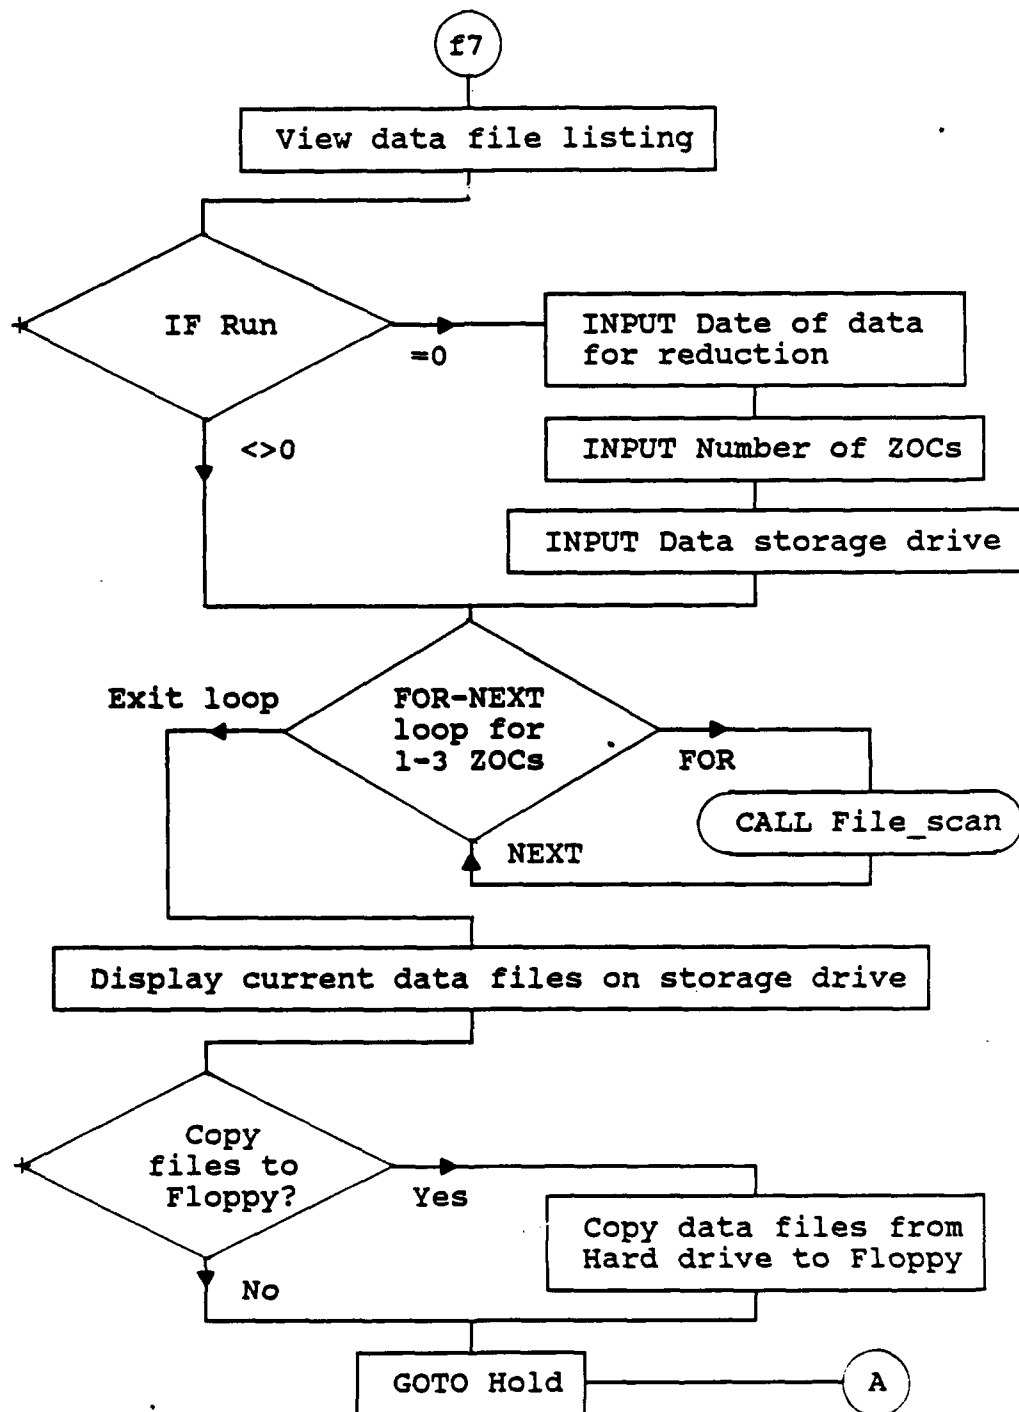 f7
View data file listing
IF Run
=0
<>0
INPUT Date of data
for reduction
INPUT Number of ZOCs
INPUT Data storage drive
Exit loop
FOR-NEXT
loop for
1-3 ZOCs
FOR
CALL File_scan
NEXT
Display current data files on storage drive
Copy
files to
Floppy?
Yes
No
Copy data files from
Hard drive to Floppy
GOTO Hold
A